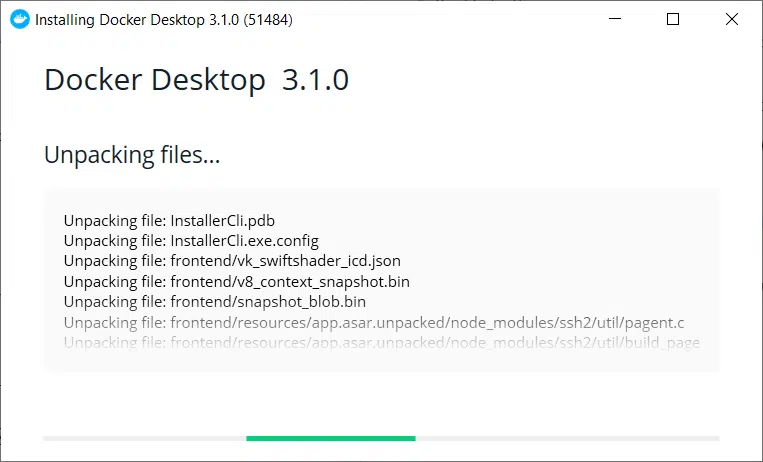 Installing Docker Desktop 3.1.0 (51484)
Docker Desktop 3.1.0
Unpacking files...
Unpacking file: InstallerCli.pdb
Unpacking file: InstallerCli.exe.config
Unpacking file: frontend/vk_swiftshader_icd.json
Unpacking file: frontend/v8_context_snapshot.bin
Unpacking file: frontend/snapshot_blob.bin
Unpacking file: frontend/resources/app.asar.unpacked/node_modules/ssh2/util/pagent.c
Unpacking file: frontend/resources/app.asar.unpacked/node_modules/ssh2/util/build_page